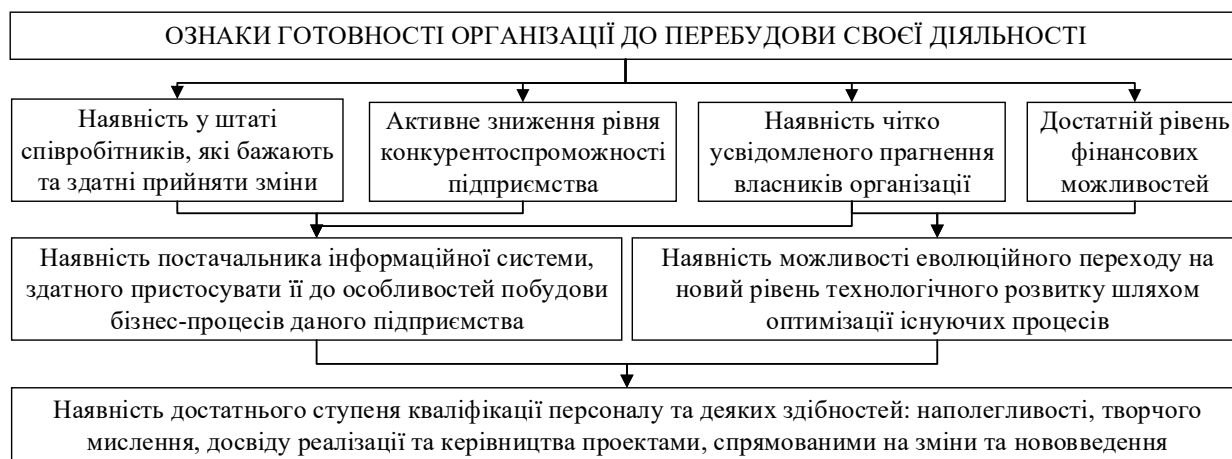 ОЗНАКИ ГОТОВНОСТІ ОРГАНІЗАЦІЇ ДО ПЕРЕБУДОВИ СВОЄЇ ДІЯЛЬНОСТІ
Наявність у штаті
співробітників, які бажають
та здатні прийняти зміни
Активне зниження рівня
конкурентоспроможності
підприємства
Наявність чітко
усвідомленого прагнення
власників організації
Достатній рівень
фінансових
можливостей
Наявність постачальника інформаційної системи,
здатного пристосувати її до особливостей побудови
бізнес-процесів даного підприємства
Наявність можливості еволюційного переходу на
новий рівень технологічного розвитку шляхом
оптимізації існуючих процесів
Наявність достатнього ступеня кваліфікації персоналу та деяких здібностей: наполегливості, творчого
мислення, досвіду реалізації та керівництва проектами, спрямованими на зміни та нововведення